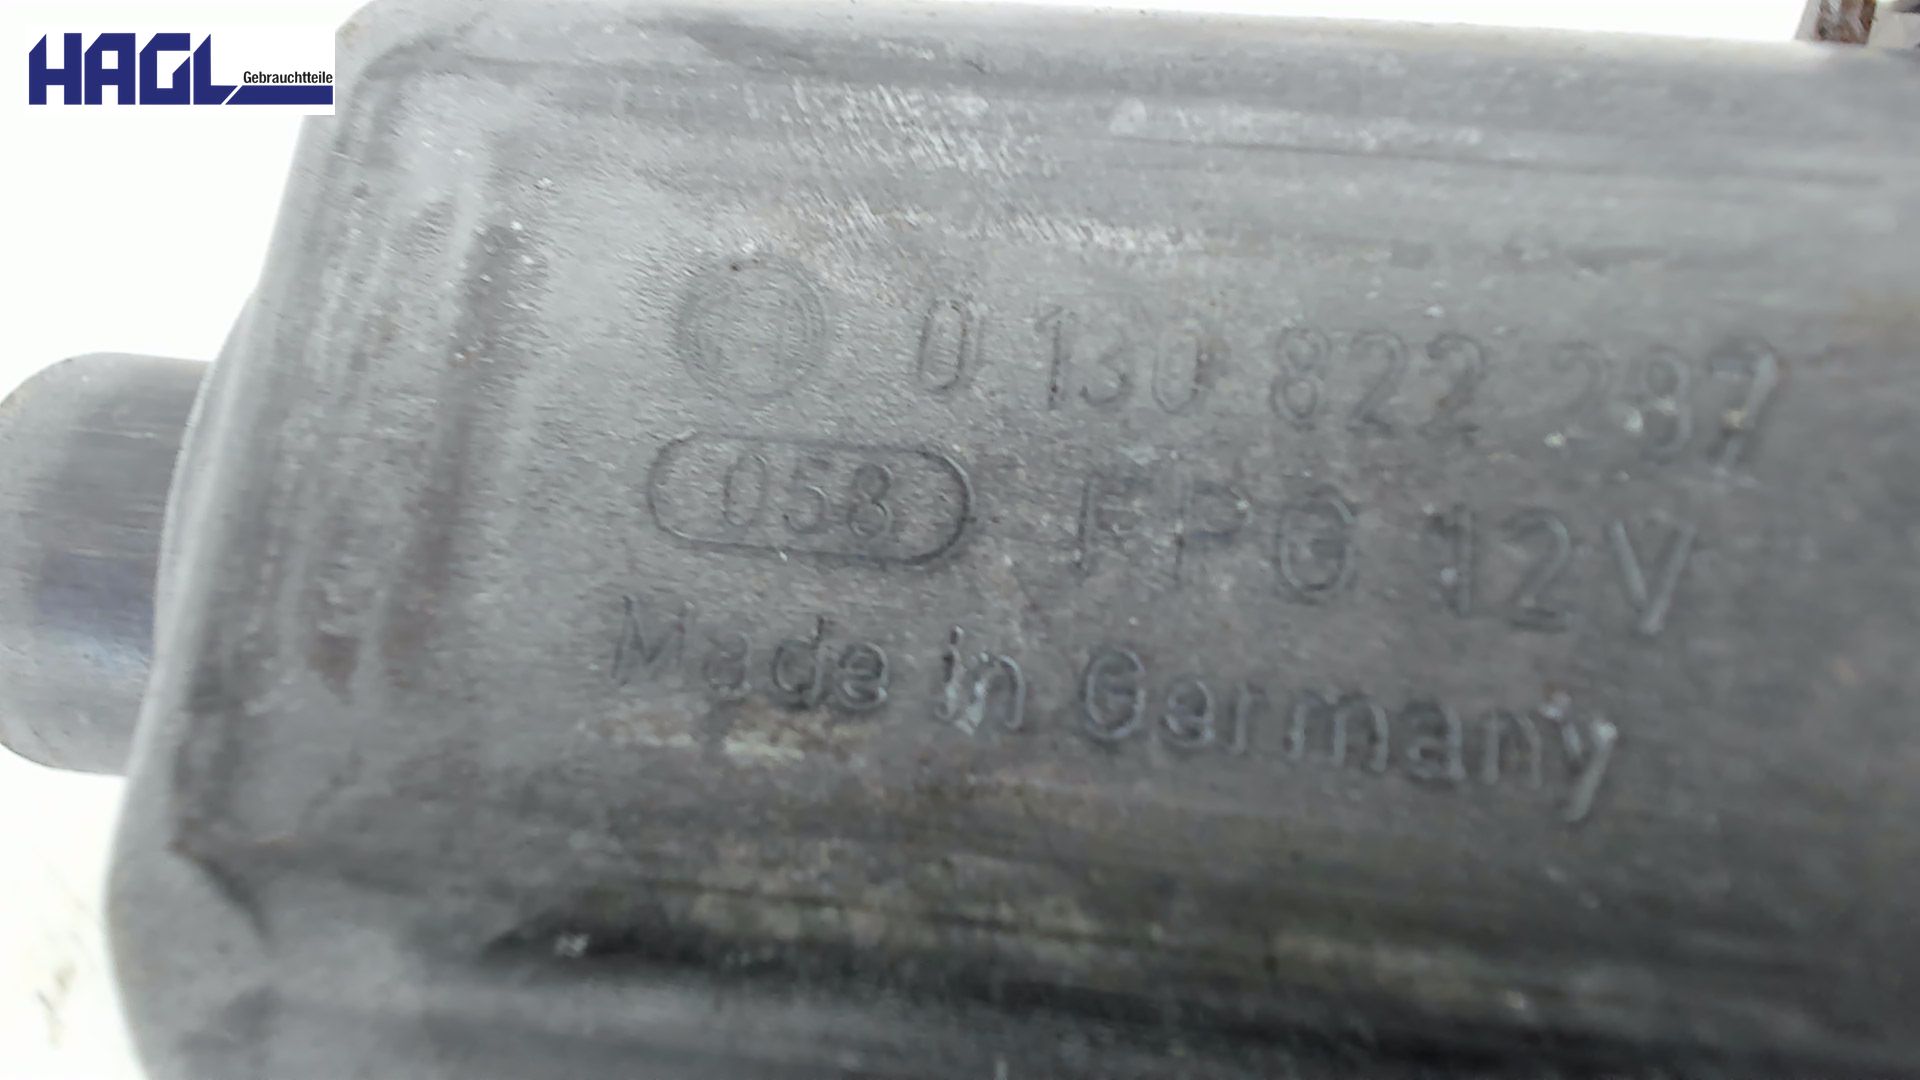 HAGL Gebrauchtteile
0 130 822 287
058 FPG 12V
Made in Germany